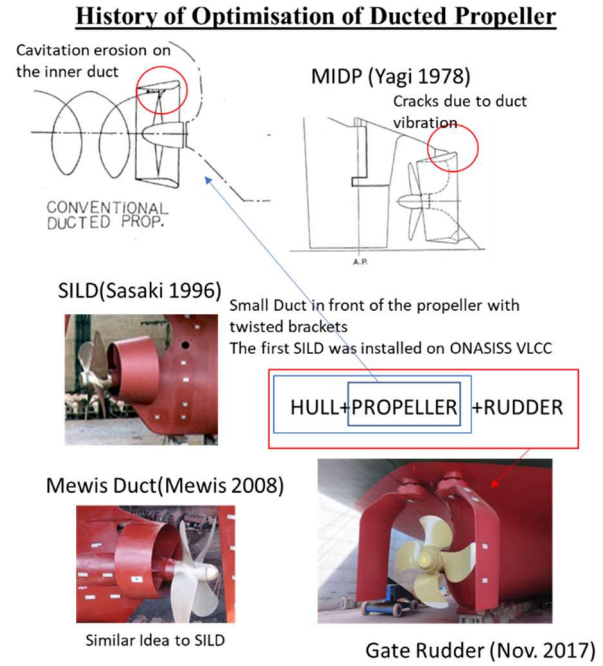 History of Optimisation of Ducted Propeller
Cavitation erosion on
the inner duct
MIDP (Yagi 1978)
Cracks due to duct
vibration
CONVENTIONAL
DUCTED PROP.
A.P.
SILD(Sasaki 1996)
Small Duct in front of the propeller with
twisted brackets
The first SILD was installed on ONASISS VLCC
HULL+PROPELLER +RUDDER
Mewis Duct(Mewis 2008)
Similar Idea to SILD
Gate Rudder (Nov. 2017)